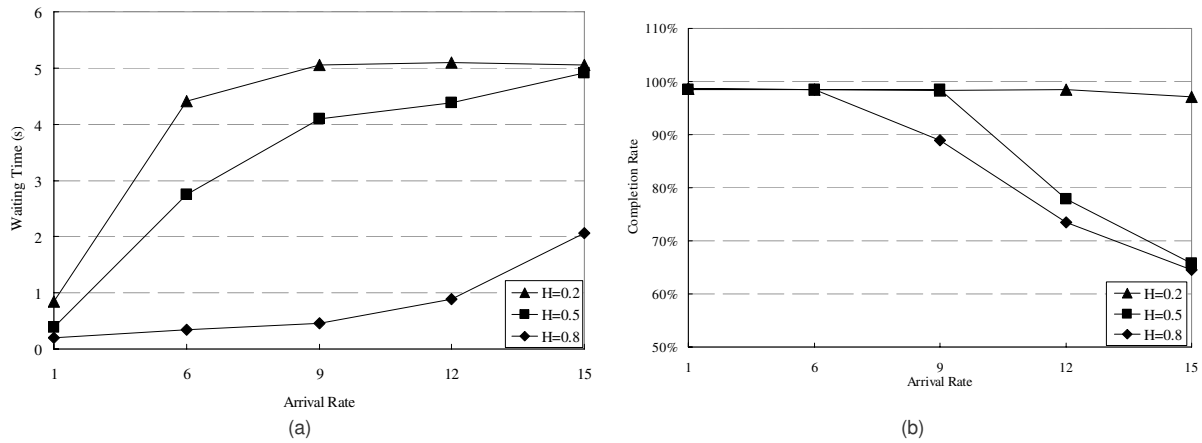 6
5
4
3
2
1
0
Waiting Time (s)
1 6 9 12 15
Arrival Rate
H=0.2
H=0.5
H=0.8
(a)
110%
100%
90%
80%
70%
60%
50%
Completion Rate
1 6 9 12 15
Arrival Rate
H=0.2
H=0.5
H=0.8
(b)